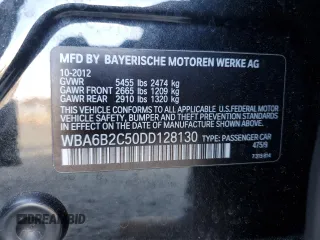 MFD BY BAYERISCHE MOTOREN WERKE AG
10-2012
GVWR 5455 lbs 2474 kg
GAWR FRONT 2665 lbs 1209 kg
GAWR REAR 2910 lbs 1320 kg
THIS VEHICLE CONFORMS TO ALL
APPLICABLE FEDERAL MOTOR VEHICLE SAFETY,
BUMPER AND THEFT PREVENTION STANDARDS
IN EFFECT ON THE DATE OF
MANUFACTURE SHOWN ABOVE.
WBA6B2C50DD128130 TYPE: PASSENGER CAR
475/9
DREAMBID